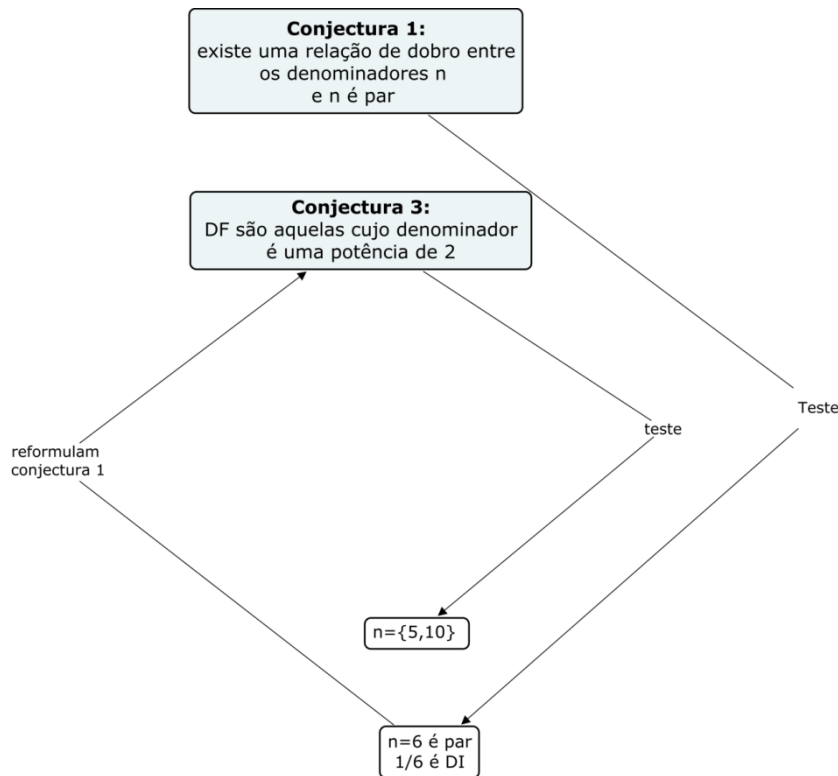 Conjectura 1:
existe uma relação de dobro entre
os denominadores n
e n é par
Conjectura 3:
DF são aquelas cujo denominador
é uma potência de 2
Teste
teste
reformulam
conjectura 1
n={5,10}
n=6 é par
1/6 é DI